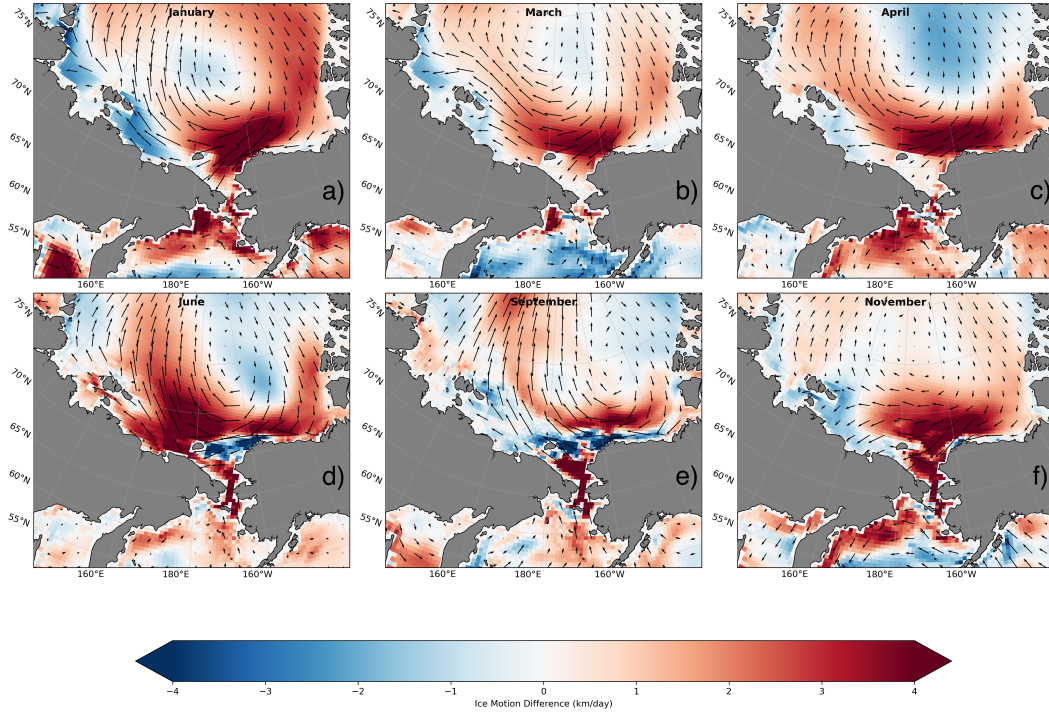 January
March
April
75°N
70°N
65°N
60°N
55°N
160°E
180°W
160°W
a)
75°N
70°N
65°N
60°N
55°N
160°E
180°W
160°W
b)
75°N
70°N
65°N
60°N
55°N
160°E
180°W
160°W
c)
June
September
November
75°N
70°N
65°N
60°N
55°N
160°E
180°W
160°W
d)
75°N
70°N
65°N
60°N
55°N
160°E
180°W
160°W
e)
75°N
70°N
65°N
60°N
55°N
160°E
180°W
160°W
f)
−4 −3 −2 −1 0 1 2 3 4
Ice Motion Difference (km/day)